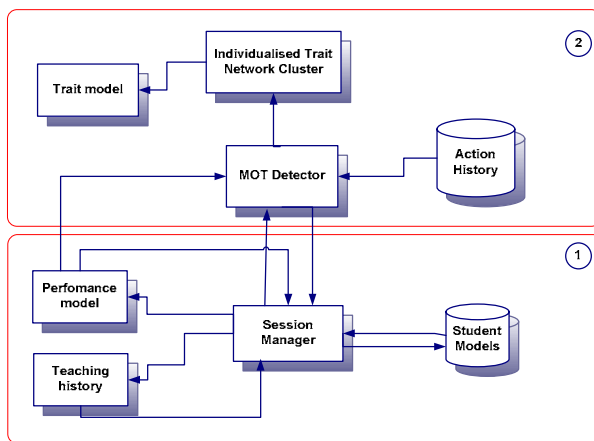 2
Individualised Trait
Network Cluster
Trait model
MOT Detector
Action
History
1
Perfomance
model
Session
Manager
Student
Models
Teaching
history